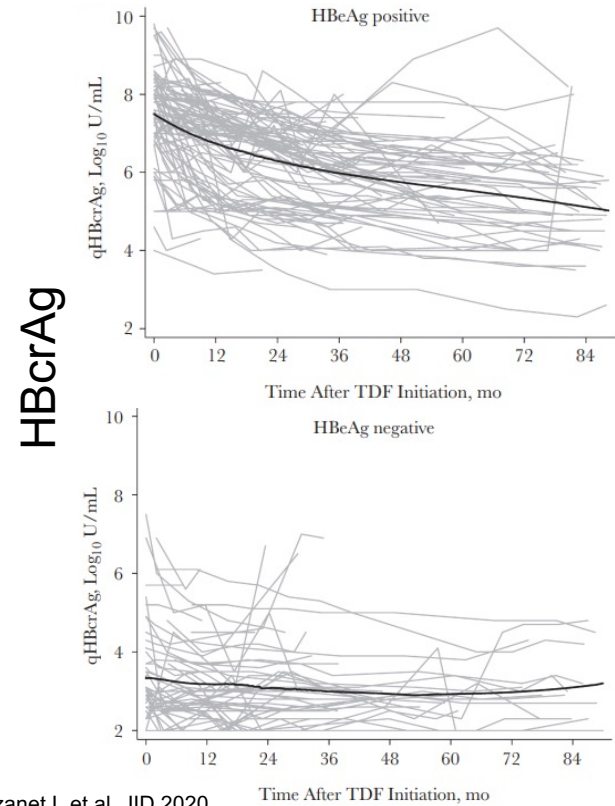 HBeAg positive
10
8
6
4
2
qHBcrAg, Log10 U/mL
0 12 24 36 48 60 72 84
Time After TDF Initiation, mo
HBcrAg
HBeAg negative
10
8
6
4
2
qHBcrAg, Log10 U/mL
0 12 24 36 48 60 72 84
Time After TDF Initiation, mo
et al, JID 2020